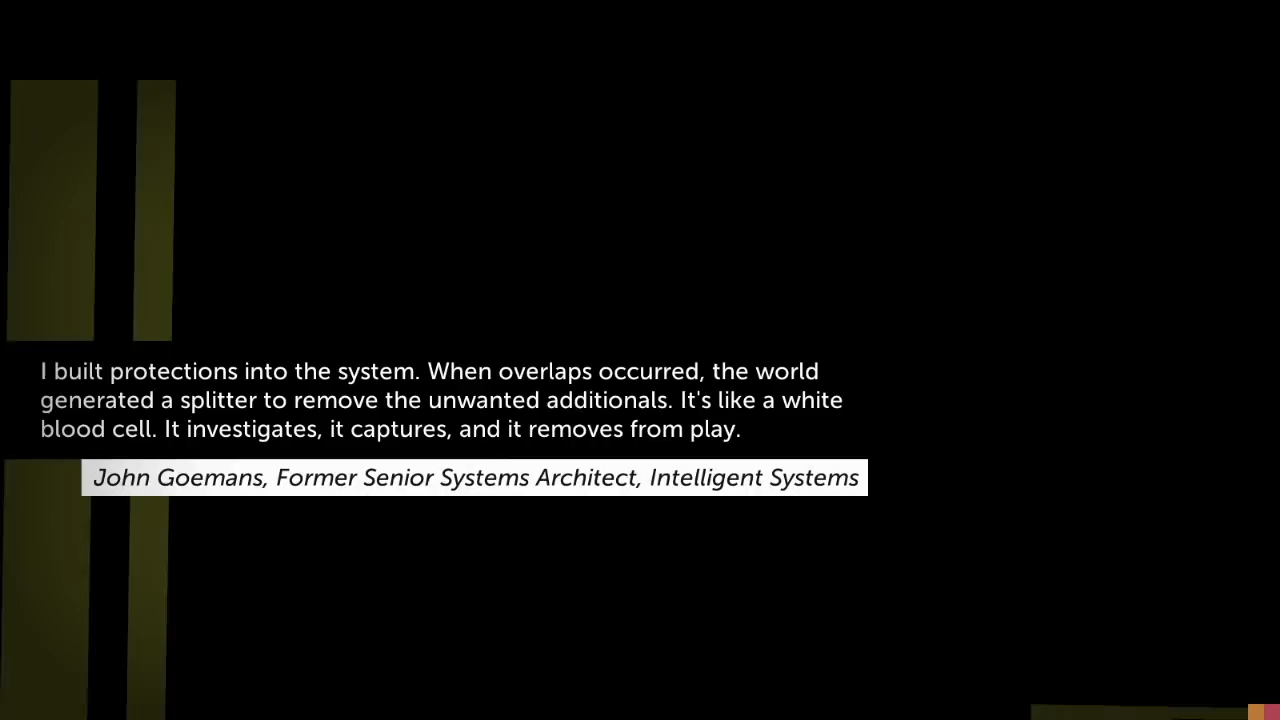 I built protections into the system. When overlaps occurred, the world
generated a splitter to remove the unwanted additionals. It's like a white
blood cell. It investigates, it captures, and it removes from play.
John Goemans, Former Senior Systems Architect, Intelligent Systems